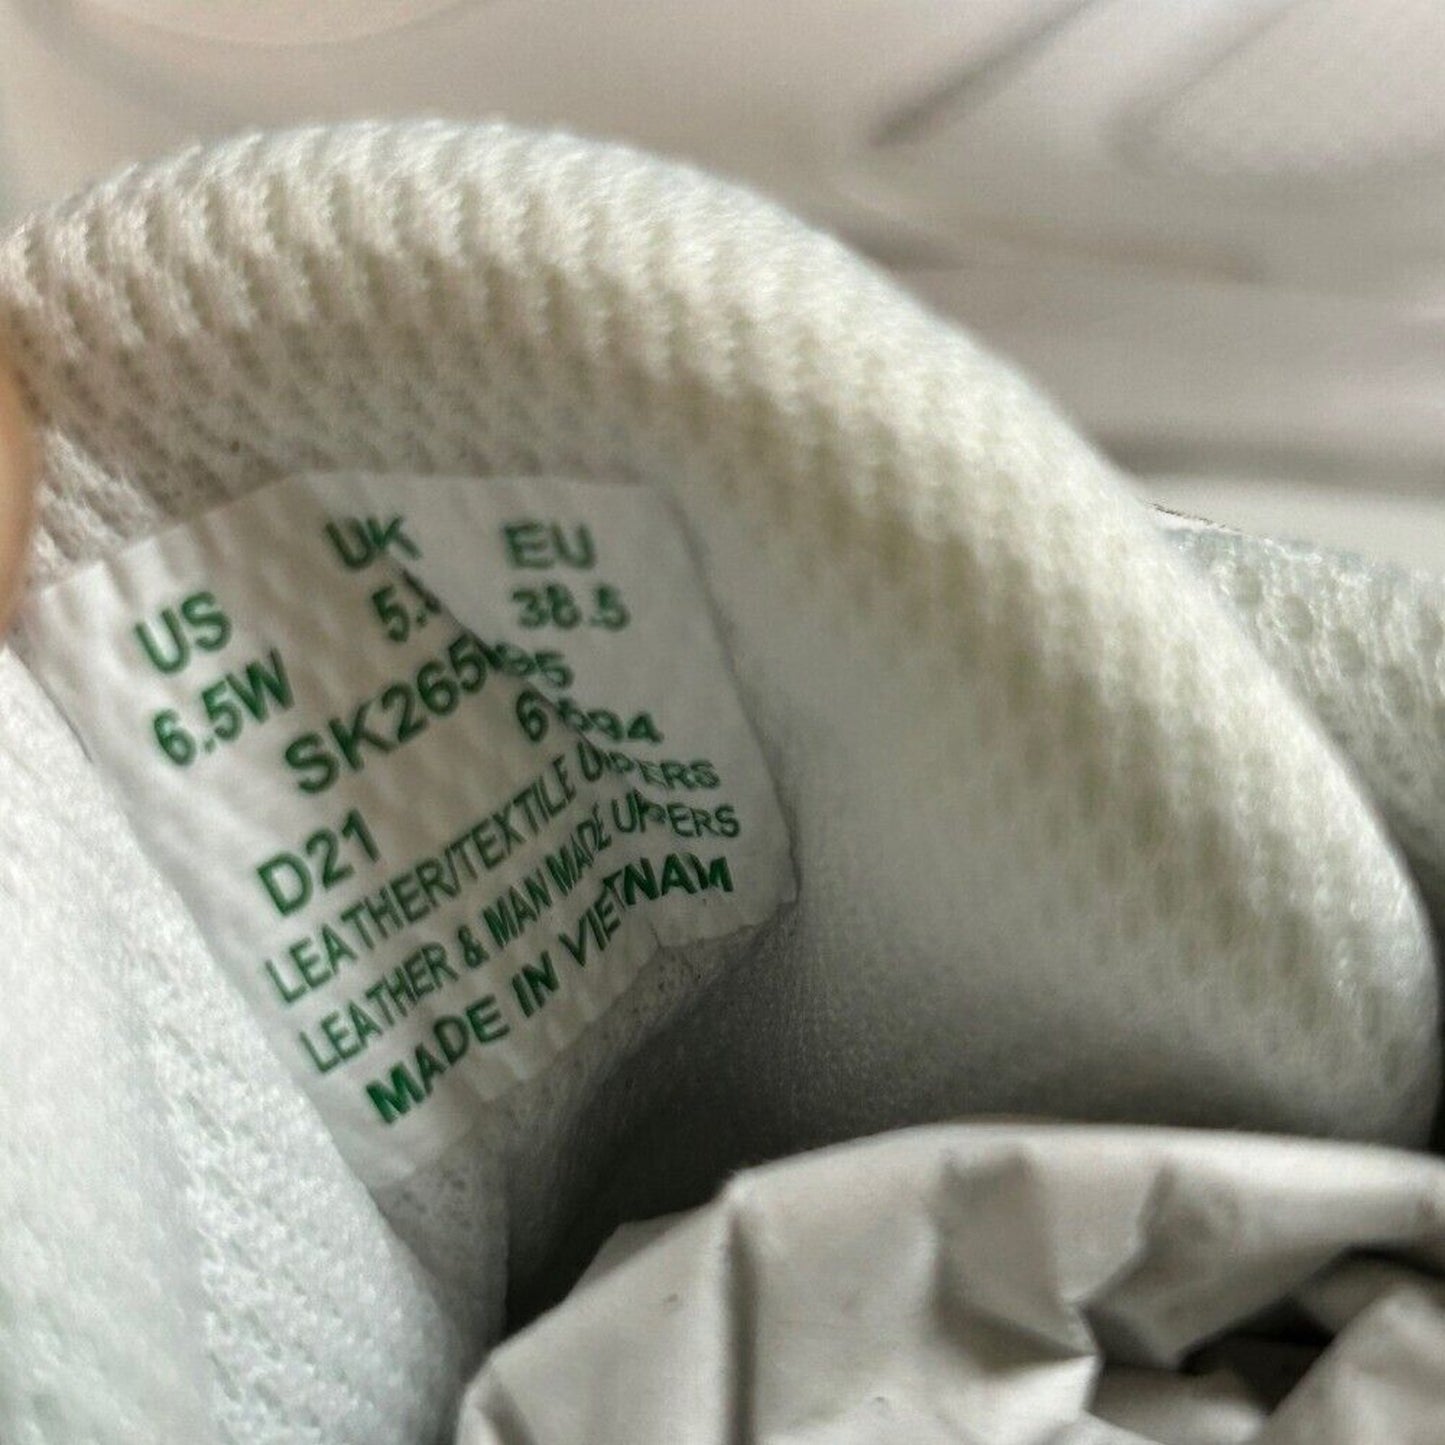 US UK EU
6.5W 38.5
D21
LEATHER/TEXTILE UPPERS
LEATHER & MAN MADE UPPERS
MADE IN VIETNAM